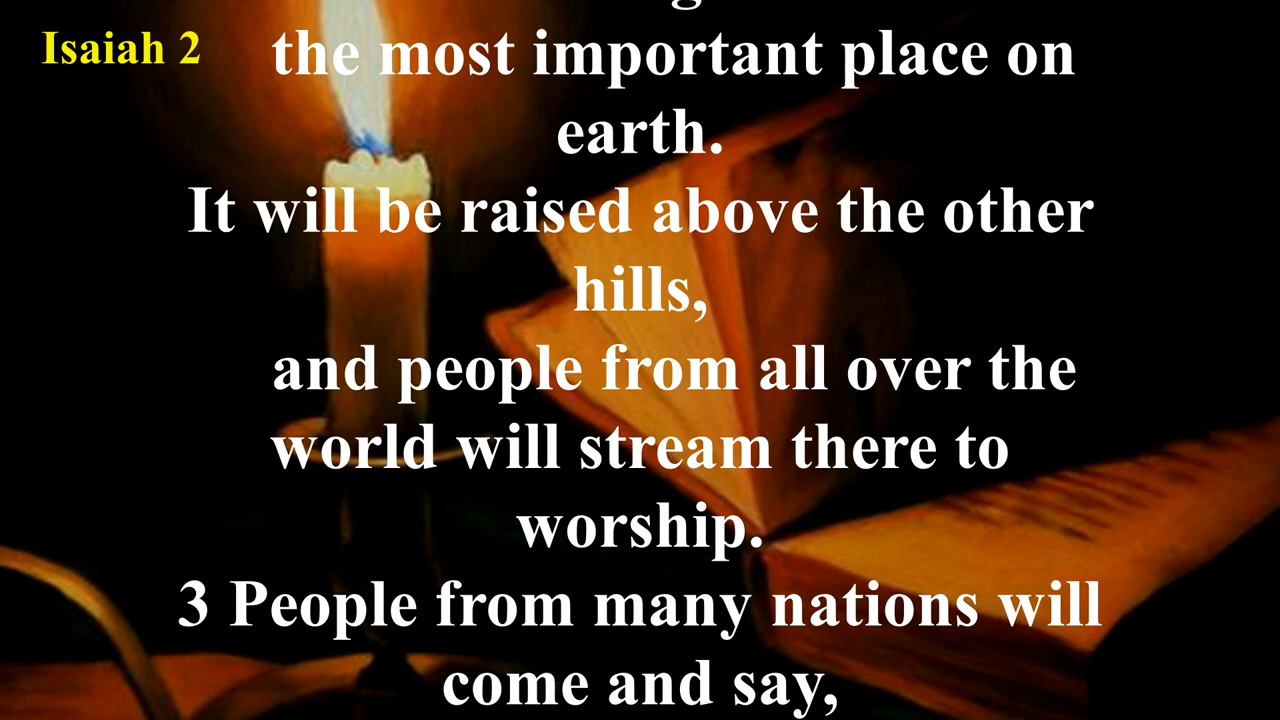 Isaiah 2
the most important place on
earth.
It will be raised above the other
hills,
and people from all over the
world will stream there to
worship.
3 People from many nations will
come and say,